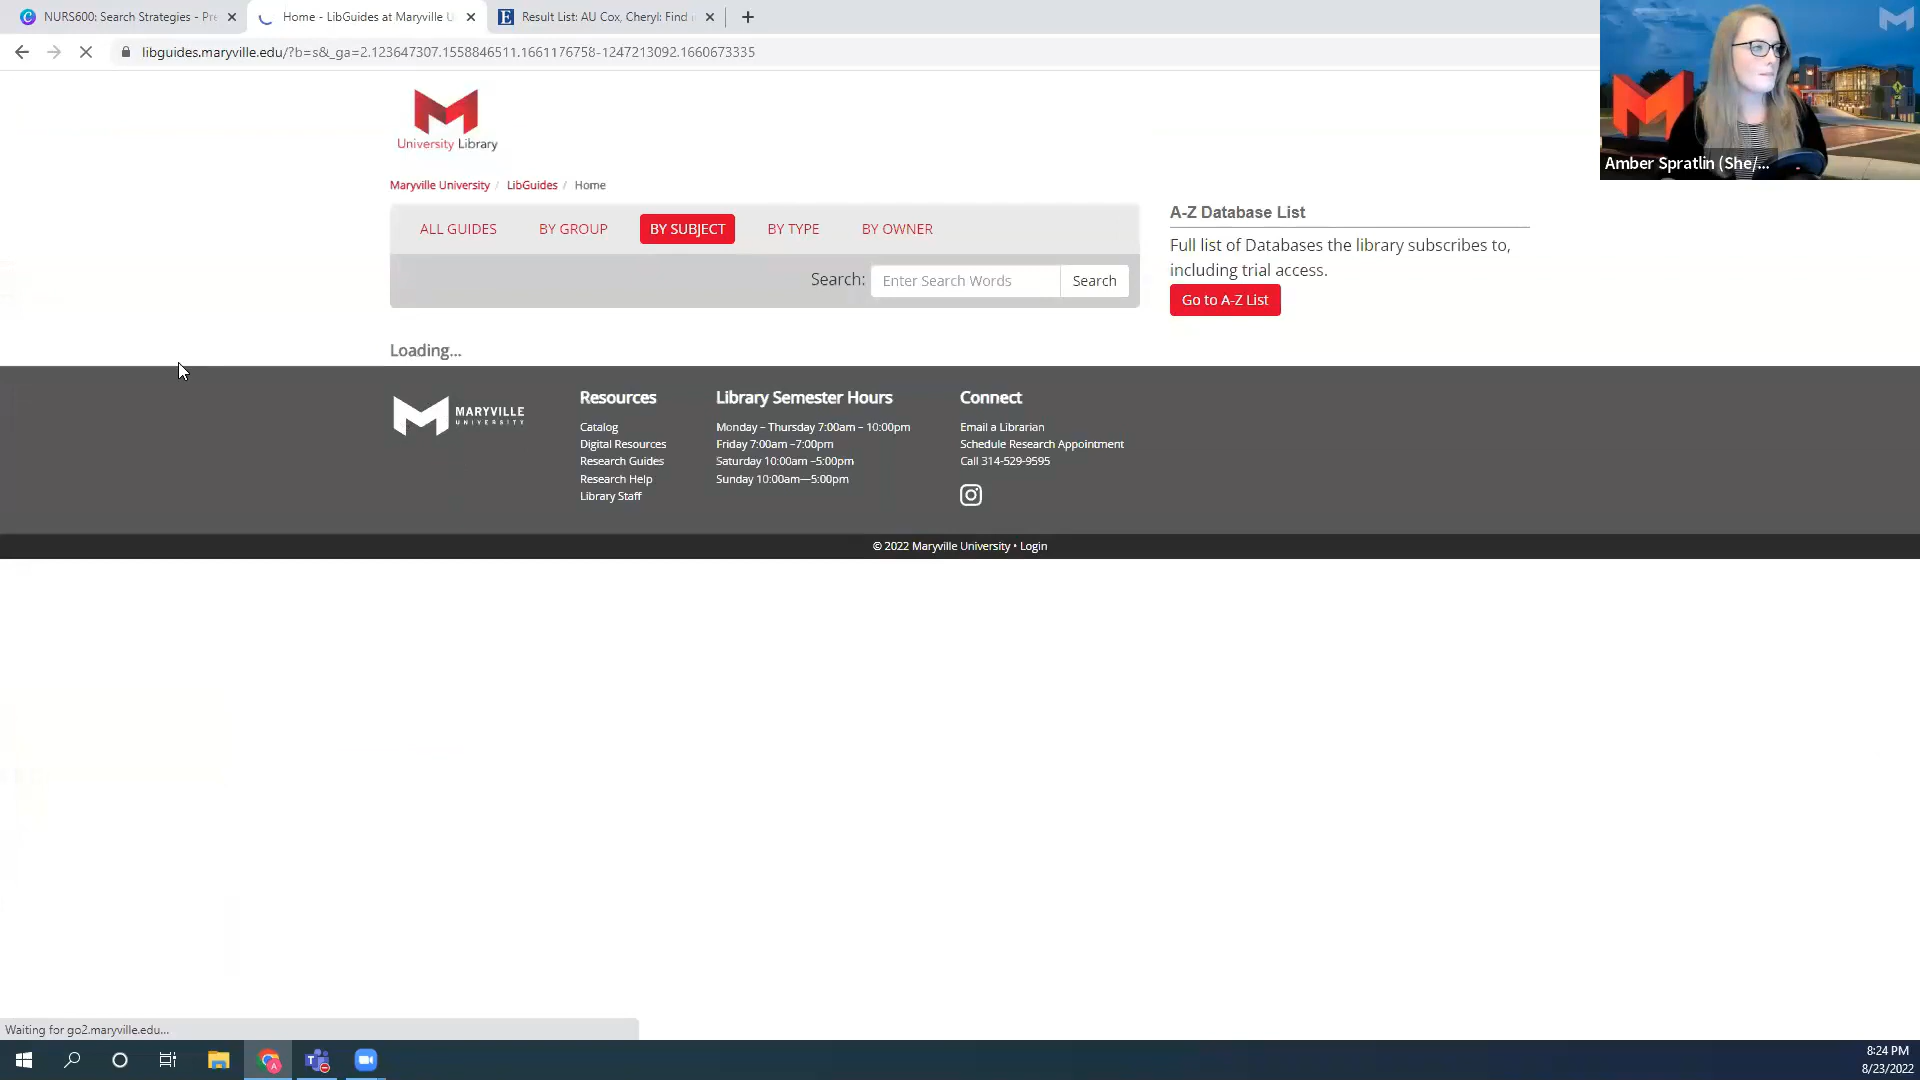 NURS600: Search Strategies - Pre
Home - LibGuides at Maryville U
Result List: AU Cox, Cheryl: Find
libguides.maryville.edu/?b=s&_ga=2.123647307.1558846511.1661176758-1247213092.1660673335
University Library
Amber Spratlin (She/...
Maryville University / LibGuides / Home
ALL GUIDES BY GROUP BY SUBJECT BY TYPE BY OWNER
Search: Enter Search Words Search
A-Z Database List
Full list of Databases the library subscribes to,
including trial access.
Go to A-Z List
Loading...
MARYVILLE
UNIVERSITY
Resources
Catalog
Digital Resources
Research Guides
Research Help
Library Staff
Library Semester Hours
Monday – Thursday 7:00am – 10:00pm
Friday 7:00am –7:00pm
Saturday 10:00am –5:00pm
Sunday 10:00am—5:00pm
Connect
Email a Librarian
Schedule Research Appointment
Call 314-529-9595
© 2022 Maryville University • Login
Waiting for go2.maryville.edu...
8:24 PM
8/23/2022